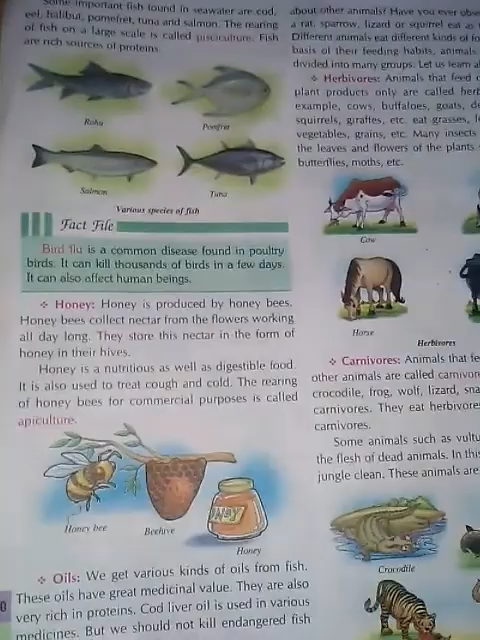 Some important fish found in seawater are cod,
eel, halibut, pomefret, tuna and salmon. The rearing
of fish on a large scale is called pisciculture. Fish
are rich sources of proteins.
Rohu
Pomfria
Salmon
Tuna
Various species of fish
Fact File
Bird flu is a common disease found in poultry
birds. It can kill thousands of birds in a few days.
It can also affect human beings.
❖ Honey: Honey is produced by honey bees.
Honey bees collect nectar from the flowers working
all day long. They store this nectar in the form of
honey in their hives.
Honey is a nutritious as well as digestible food.
It is also used to treat cough and cold. The rearing
of honey bees for commercial purposes is called
apiculture.
Honey bee
Beehive
HONEY
Honey
❖ Oils: We get various kinds of oils from fish.
These oils have great medicinal value. They are also
very rich in proteins. Cod liver oil is used in various
medicines. But we should not kill endangered fish
0
about other animals? Have you ever obse
a rat, sparrow, lizard or squirrel eat as
Different animals eat different kinds of fo
basis of their feeding habits, animals
divided into many groups. Let us learn a
❖ Herbivores: Animals that feed o
plant products only are called herb
example, cows, buffaloes, goats, d
squirrels, giraffes, etc. eat grasses,
vegetables, grains, etc. Many insects
the leaves and flowers of the plants
butterflies, moths, etc.
Cow
Horse
Herbivores
❖ Carnivores: Animals that fe
other animals are called carnivor
crocodile, frog, wolf, lizard, sna
carnivores. They eat herbivore
carnivores.
Some animals such as vultu
the flesh of dead animals. In this
jungle clean. These animals are
Crocodile